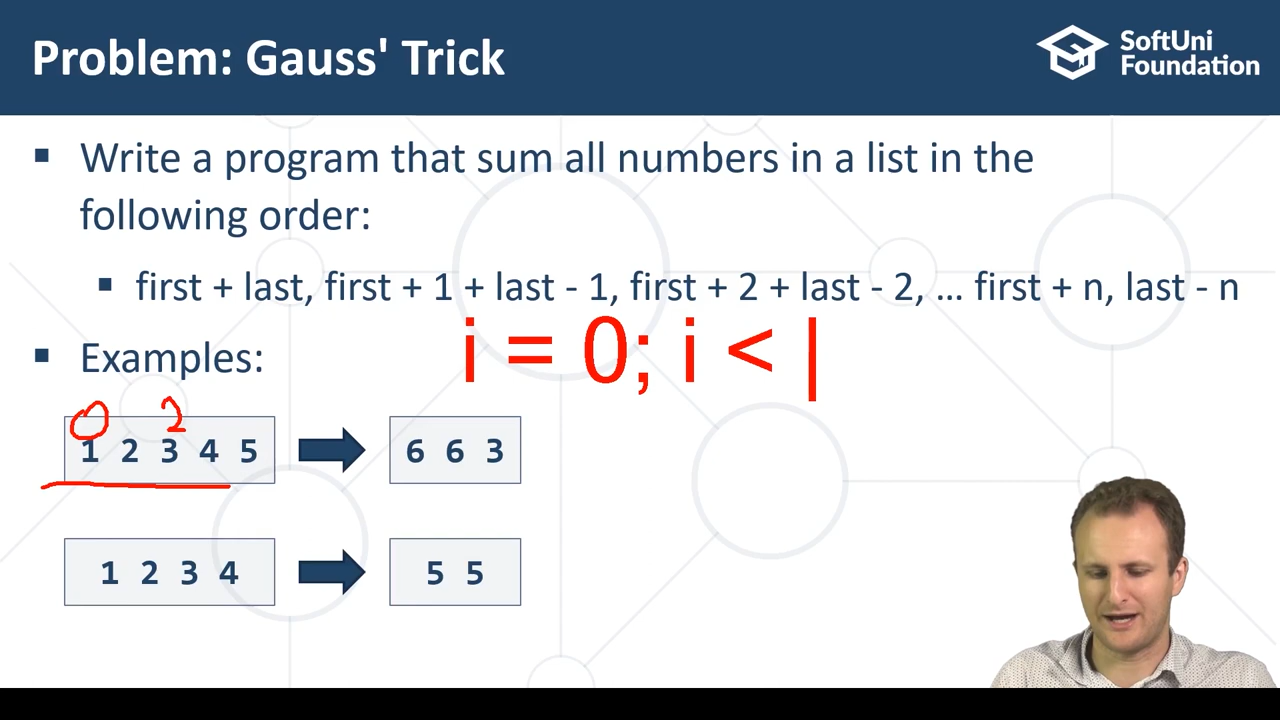 Problem: Gauss' Trick
SoftUni
Foundation
Write a program that sum all numbers in a list in the
following order:
first + last, first + 1 + last - 1, first + 2 + last - 2, … first + n, last - n
i = 0; i < |
Examples:
0 2
1 2 3 4 5
6 6 3
1 2 3 4
5 5